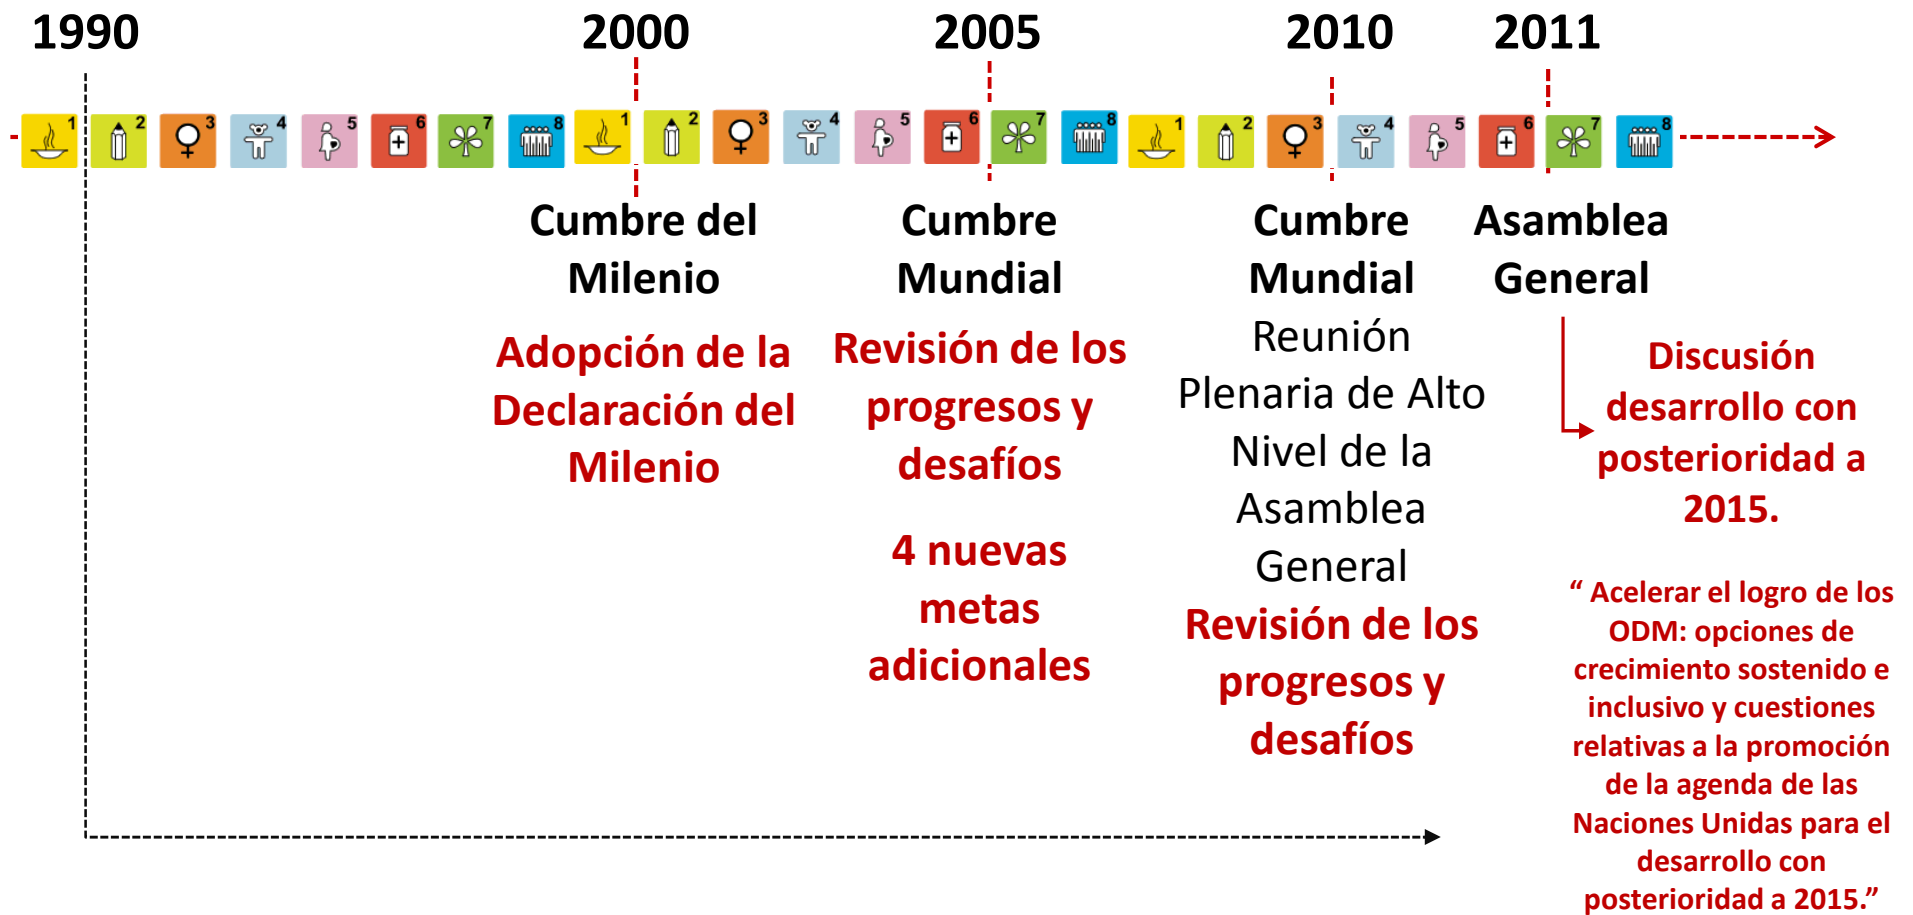 1990
2000
2005
2010
2011
1 2 3 4 5 6 7 8 1 2 3 4 5 6 7 8 1 2 3 4 5 6 7 8
Cumbre del
Milenio
Adopción de la
Declaración del
Milenio
Cumbre
Mundial
Revisión de los
progresos y
desafíos
4 nuevas
metas
adicionales
Cumbre
Mundial
Reunión
Plenaria de Alto
Nivel de la
Asamblea
General
Revisión de los
progresos y
desafíos
Asamblea
General
Discusión
desarrollo con
posterioridad a
2015.
“ Acelerar el logro de los
ODM: opciones de
crecimiento sostenido e
inclusivo y cuestiones
relativas a la promoción
de la agenda de las
Naciones Unidas para el
desarrollo con
posterioridad a 2015.”